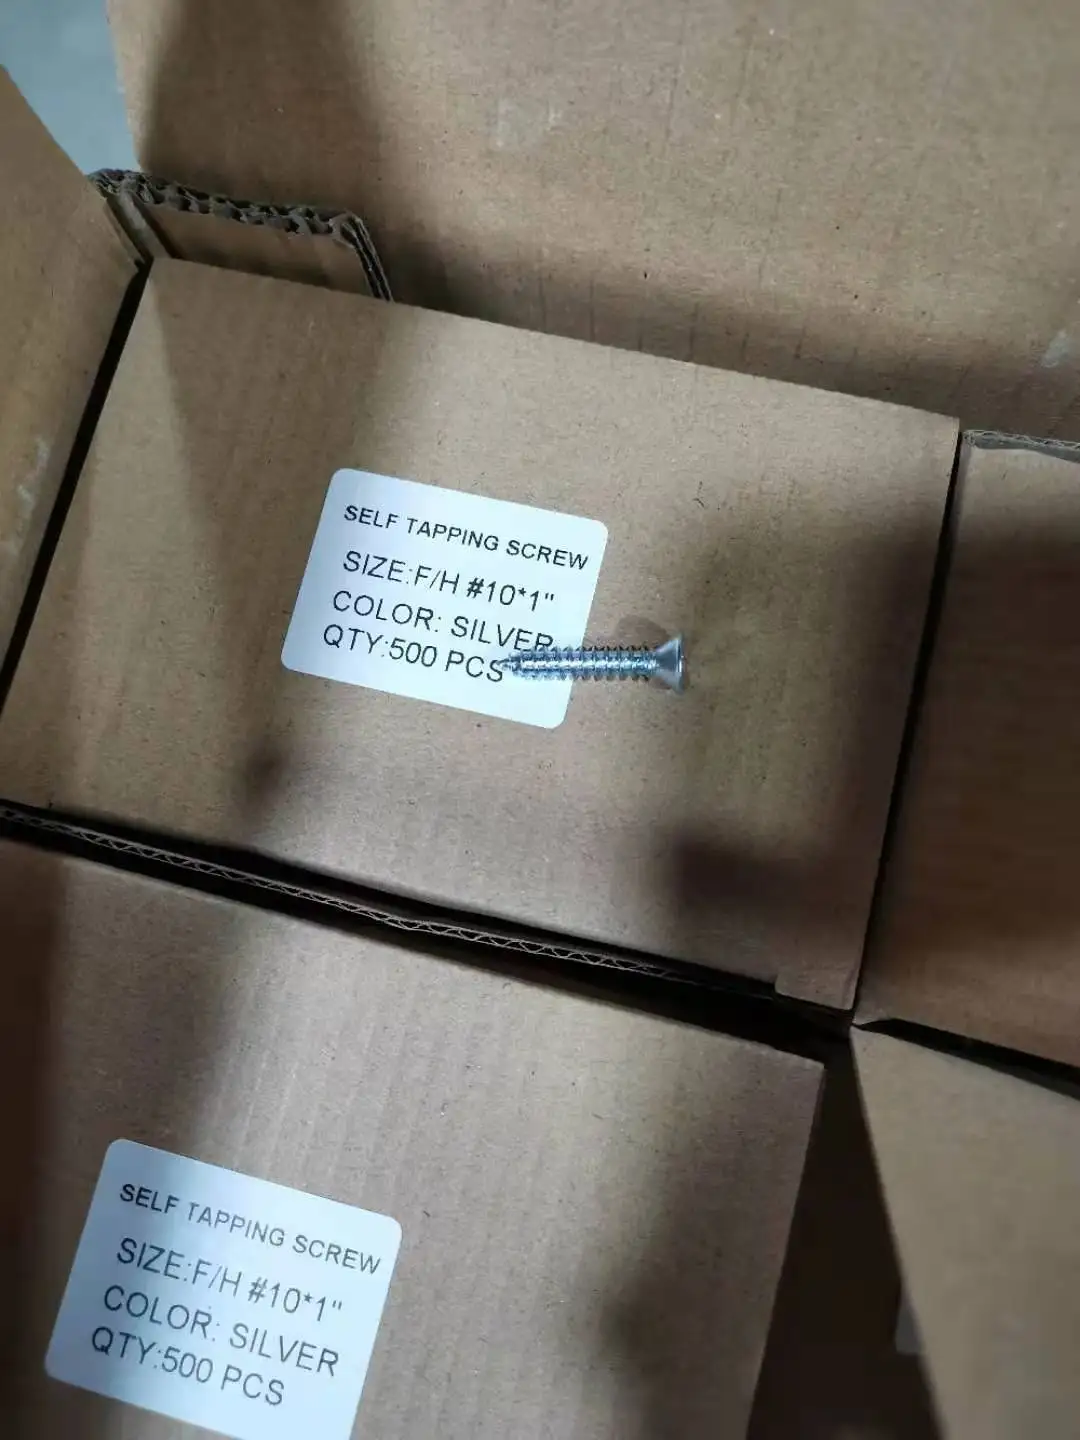 SELF TAPPING SCREW
SIZE:F/H #10*1"
COLOR: SILVER
QTY:500 PCS
SELF TAPPING SCREW
SIZE:F/H #10*1"
COLOR: SILVER
QTY:500 PCS